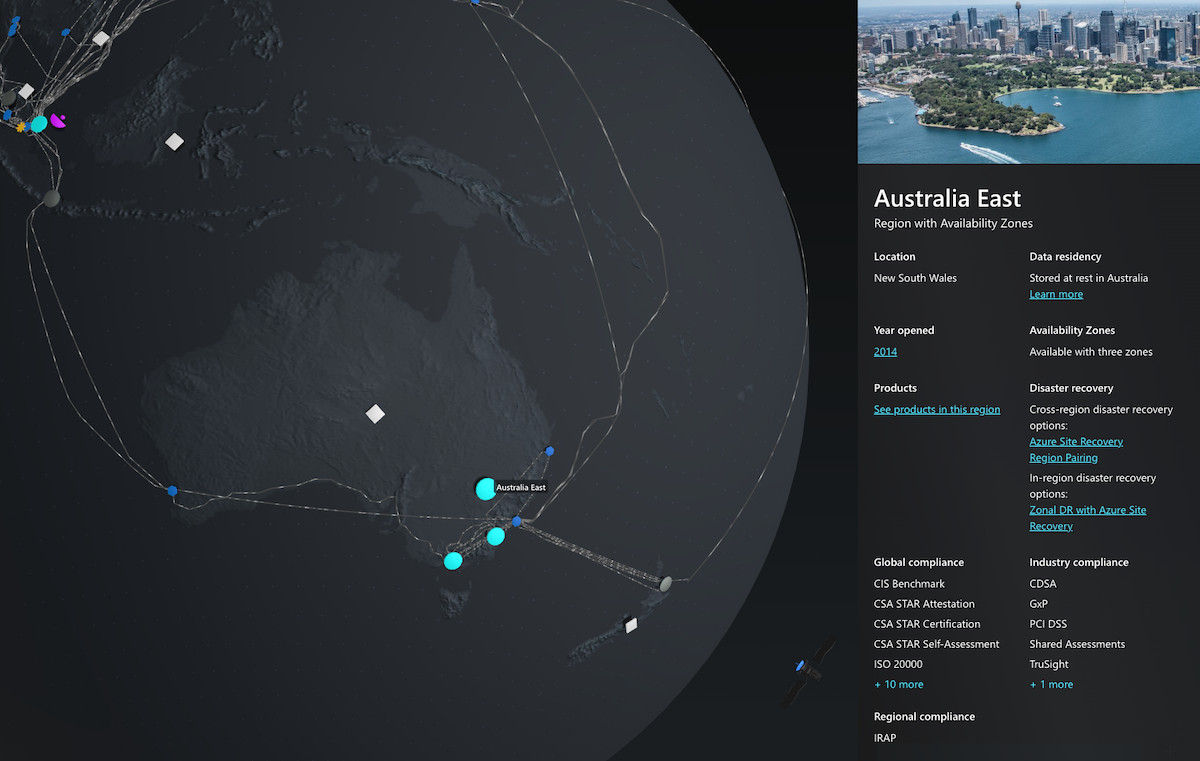 Australia East
Australia East
Region with Availability Zones
Location
New South Wales
Data residency
Stored at rest in Australia
Learn more
Year opened
2014
Availability Zones
Available with three zones
Products
See products in this region
Disaster recovery
Cross-region disaster recovery
options:
Azure Site Recovery
Region Pairing
In-region disaster recovery
options:
Zonal DR with Azure Site
Recovery
Global compliance
CIS Benchmark
CSA STAR Attestation
CSA STAR Certification
CSA STAR Self-Assessment
ISO 20000
+ 10 more
Industry compliance
CDSA
GxP
PCI DSS
Shared Assessments
TruSight
+ 1 more
Regional compliance
IRAP